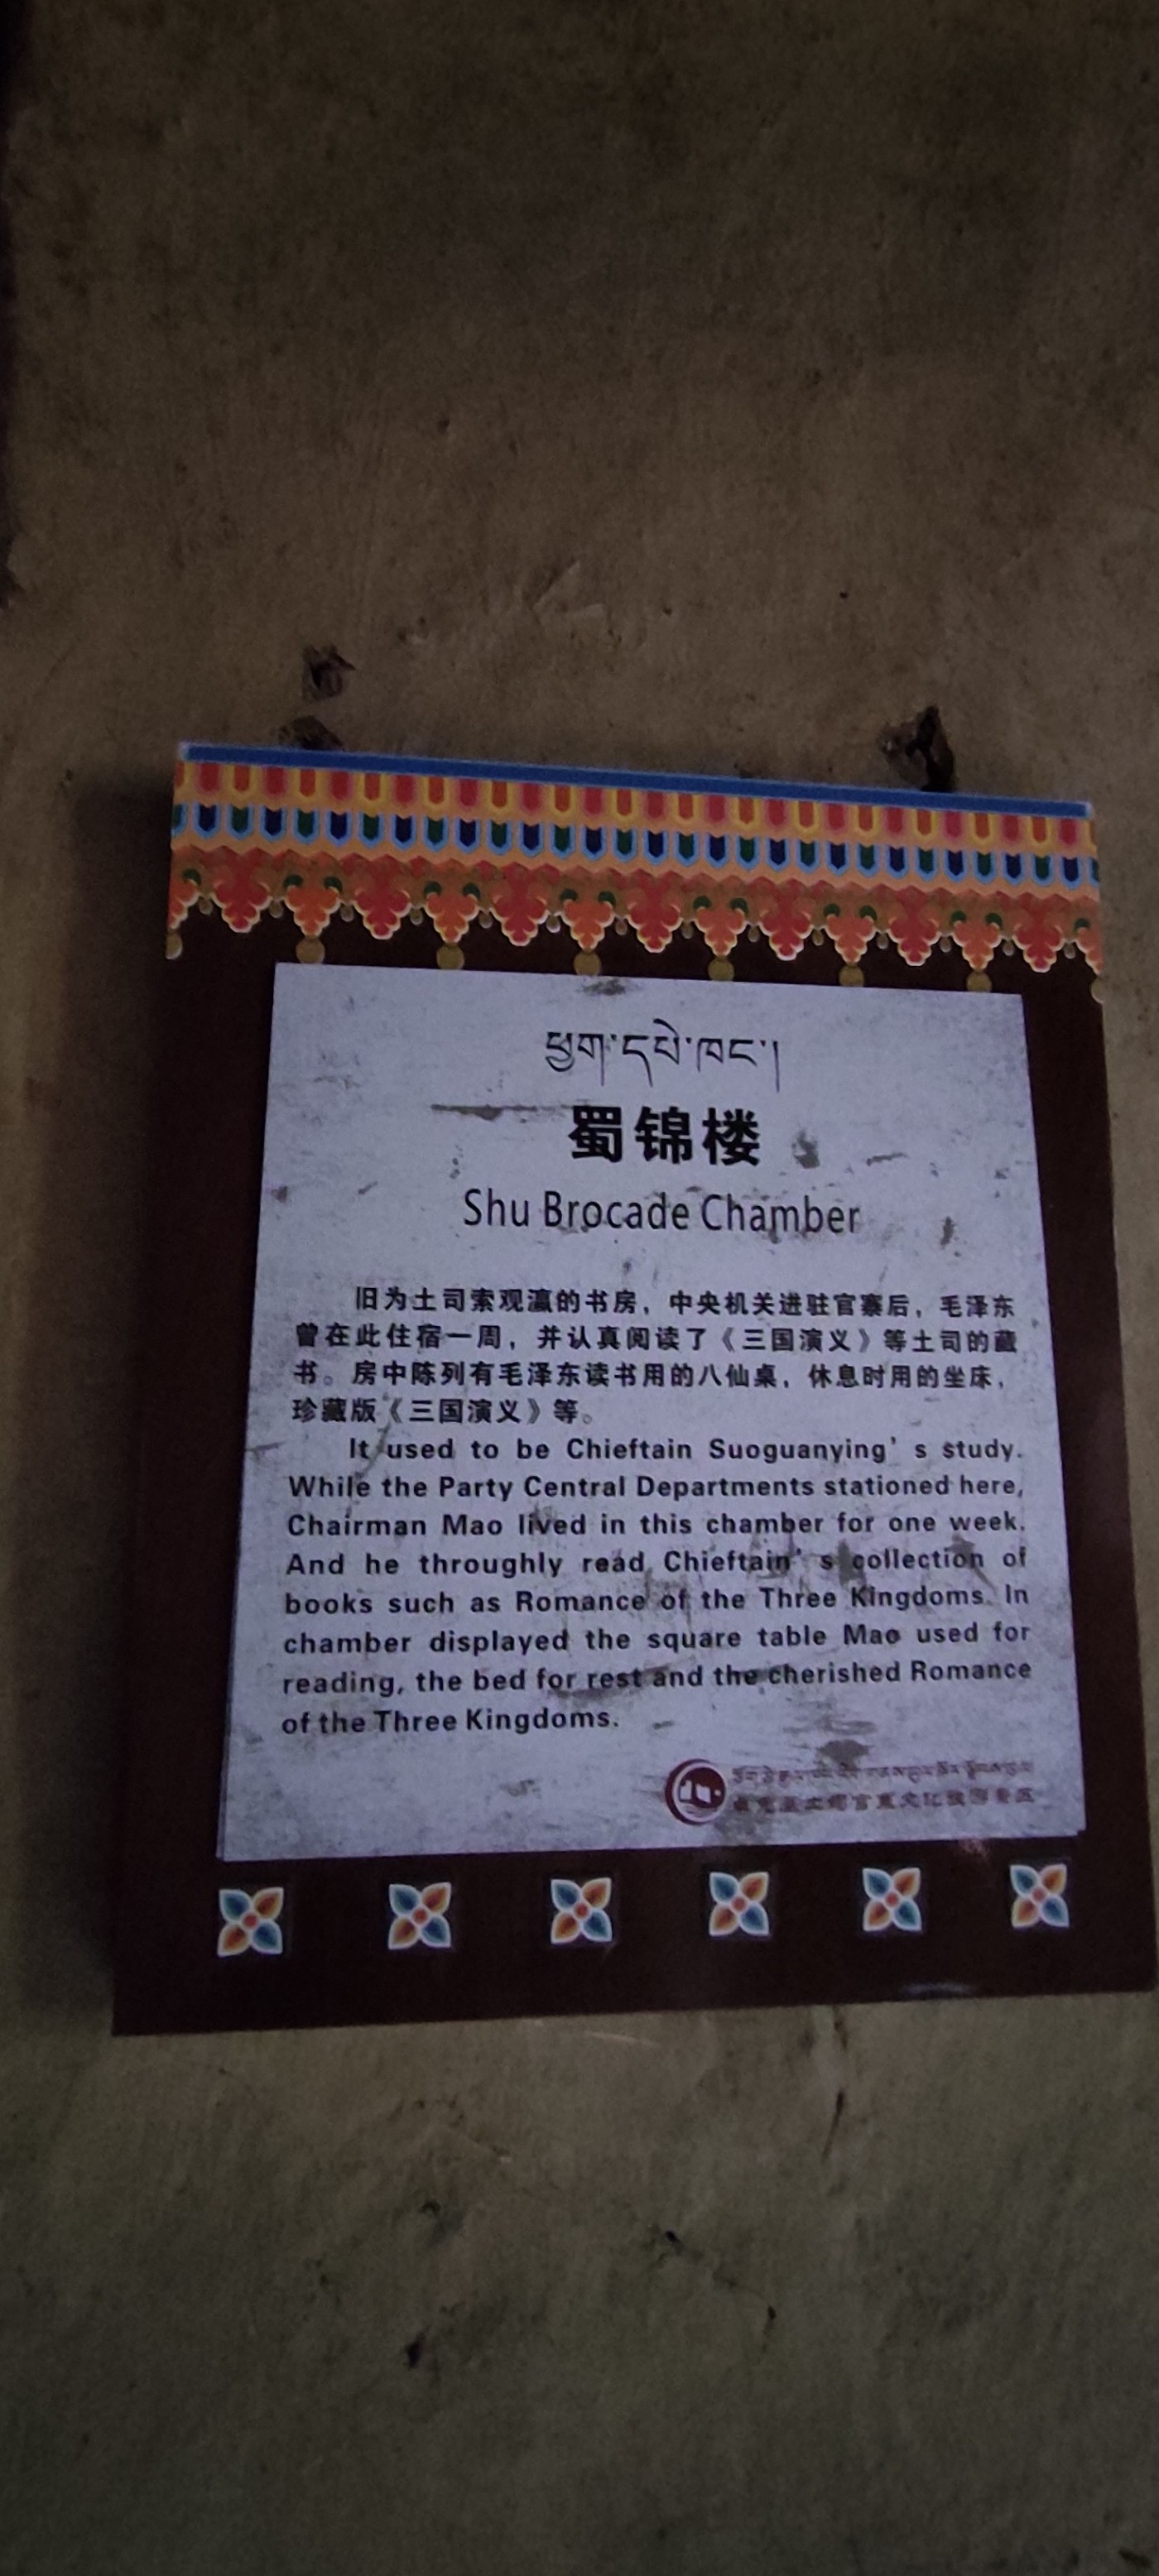 ཕྱག་དཔེ་ཁང་།
蜀锦楼
Shu Brocade Chamber
旧为土司索观瀛的书房，中央机关进驻官寨后，毛泽东
曾在此住宿一周，并认真阅读了《三国演义》等土司的藏
书。房中陈列有毛泽东读书用的八仙桌，休息时用的坐床，
珍藏版《三国演义》等。
It used to be Chieftain Suoguanying’s study.
While the Party Central Departments stationed here,
Chairman Mao lived in this chamber for one week.
And he throughly read Chieftain’s collection of
books such as Romance of the Three Kingdoms. In
chamber displayed the square table Mao used for
reading, the bed for rest and the cherished Romance
of the Three Kingdoms.